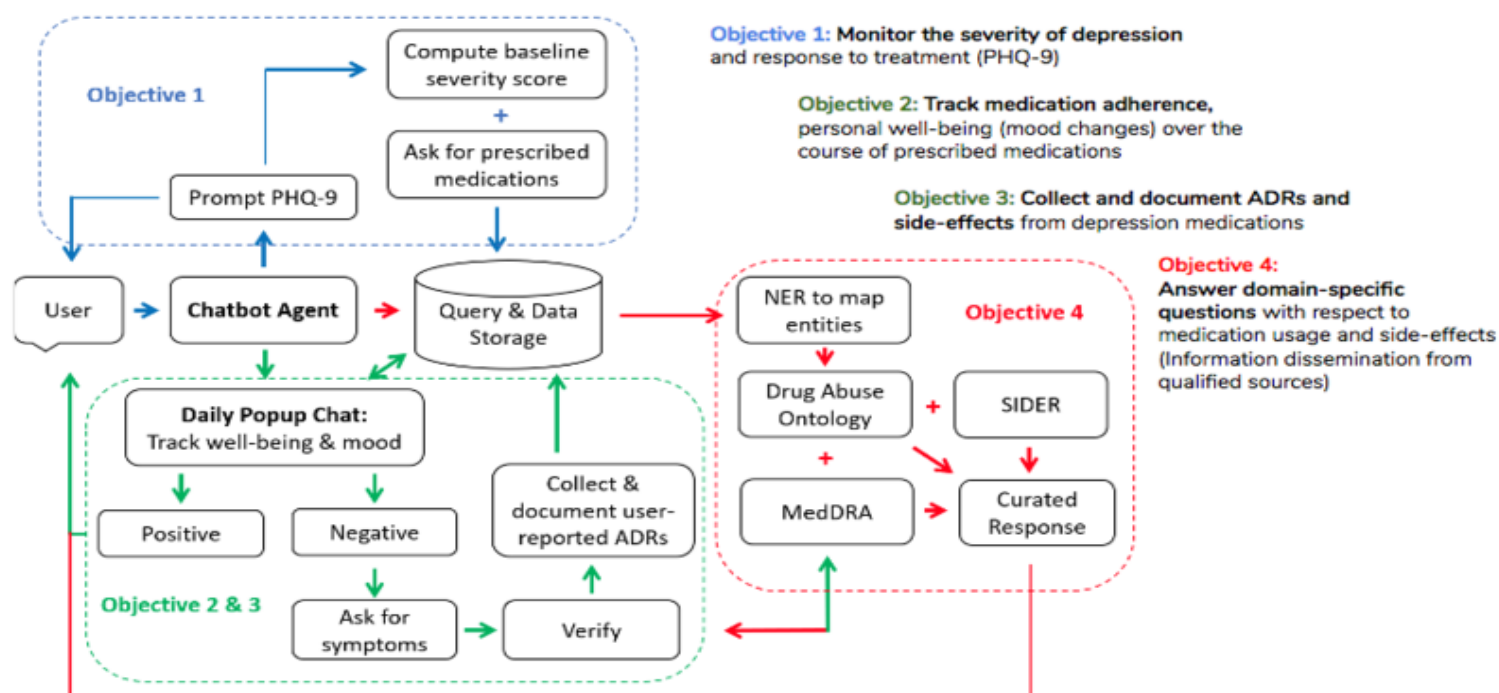 Objective 1
Compute baseline
severity score
+
Ask for prescribed
medications
Prompt PHQ-9
User
Chatbot Agent
Query & Data
Storage
Daily Popup Chat:
Track well-being & mood
Positive
Negative
Collect &
document user-
reported ADRs
Objective 2 & 3
Ask for
symptoms
Verify
NER to map
entities
Objective 4
Drug Abuse
Ontology
+
SIDER
+
MedDRA
Curated
Response
Objective 1: Monitor the severity of depression
and response to treatment (PHQ-9)
Objective 2: Track medication adherence,
personal well-being (mood changes) over the
course of prescribed medications
Objective 3: Collect and document ADRs and
side-effects from depression medications
Objective 4:
Answer domain-specific
questions with respect to
medication usage and side-effects
(Information dissemination from
qualified sources)